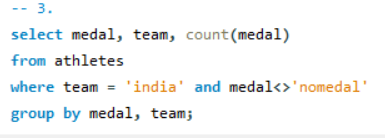 -- 3.
select medal, team, count(medal)
from athletes
where team = 'india' and medal<>'nomedal'
group by medal, team;